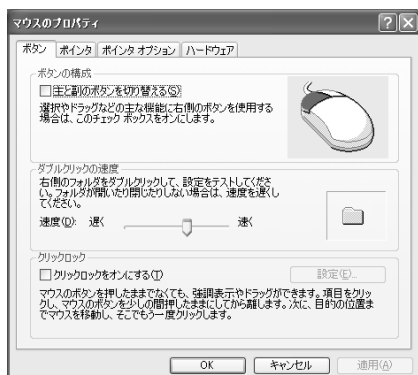 マウスのプロパティ
ボタン ポインタ ポインタ オプション ハードウェア
ボタンの構成
主と副のボタンを切り替える(S)
選択やドラッグなどの主な機能に右側のボタンを使用する
場合は、このチェック ボックスをオンにします。
ダブルクリックの速度
右側のフォルダをダブルクリックして、設定をテストしてくださ
い。フォルダが開いたり閉じたりしない場合は、速度を遅くし
てください。
速度(D): 遅く 速く
クリックロック
クリックロックをオンにする(T) 設定(E)...
マウスのボタンを押したままでなくても、強調表示やドラッグができます。項目をクリッ
クし、マウスのボタンを少しの間押したままにしてから離します。次に、目的の位置ま
でマウスを移動し、そこでもう一度クリックします。
OK キャンセル 適用(A)